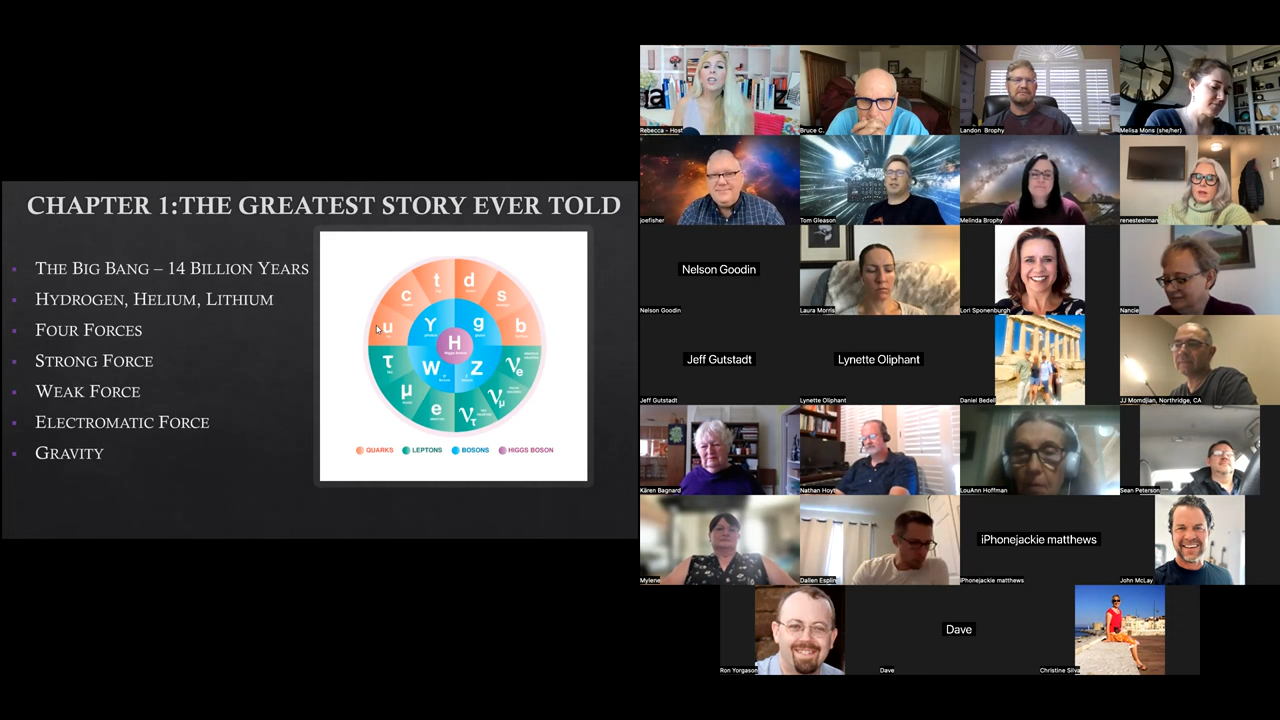 CHAPTER 1:THE GREATEST STORY EVER TOLD
▪ THE BIG BANG – 14 BILLION YEARS
▪ HYDROGEN, HELIUM, LITHIUM
▪ FOUR FORCES
▪ STRONG FORCE
▪ WEAK FORCE
▪ ELECTROMATIC FORCE
▪ GRAVITY
t d
c s
u γ g b
H
Higgs boson
τ W Z νe
μ νμ
e ντ
QUARKS LEPTONS BOSONS HIGGS BOSON
Rebecca - Host
Bruce C.
Landon Brophy
Melisa Mons (she/her)
joefisher
Tom Gleason
Melinda Brophy
renesteelman
Nelson Goodin
Nelson Goodin
Laura Morris
Lori Sponenburgh
Nancie
Jeff Gutstadt
Jeff Gutstadt
Lynette Oliphant
Lynette Oliphant
Daniel Bedell
JJ Momdjian, Northridge, CA
Kären Bagnard
Nathan Hoyt
LouAnn Hoffman
Sean Peterson
Mylene
Dallen Esplin
iPhonejackie matthews
iPhonejackie matthews
John McLay
Ron Yorgason
Dave
Dave
Christine Silva